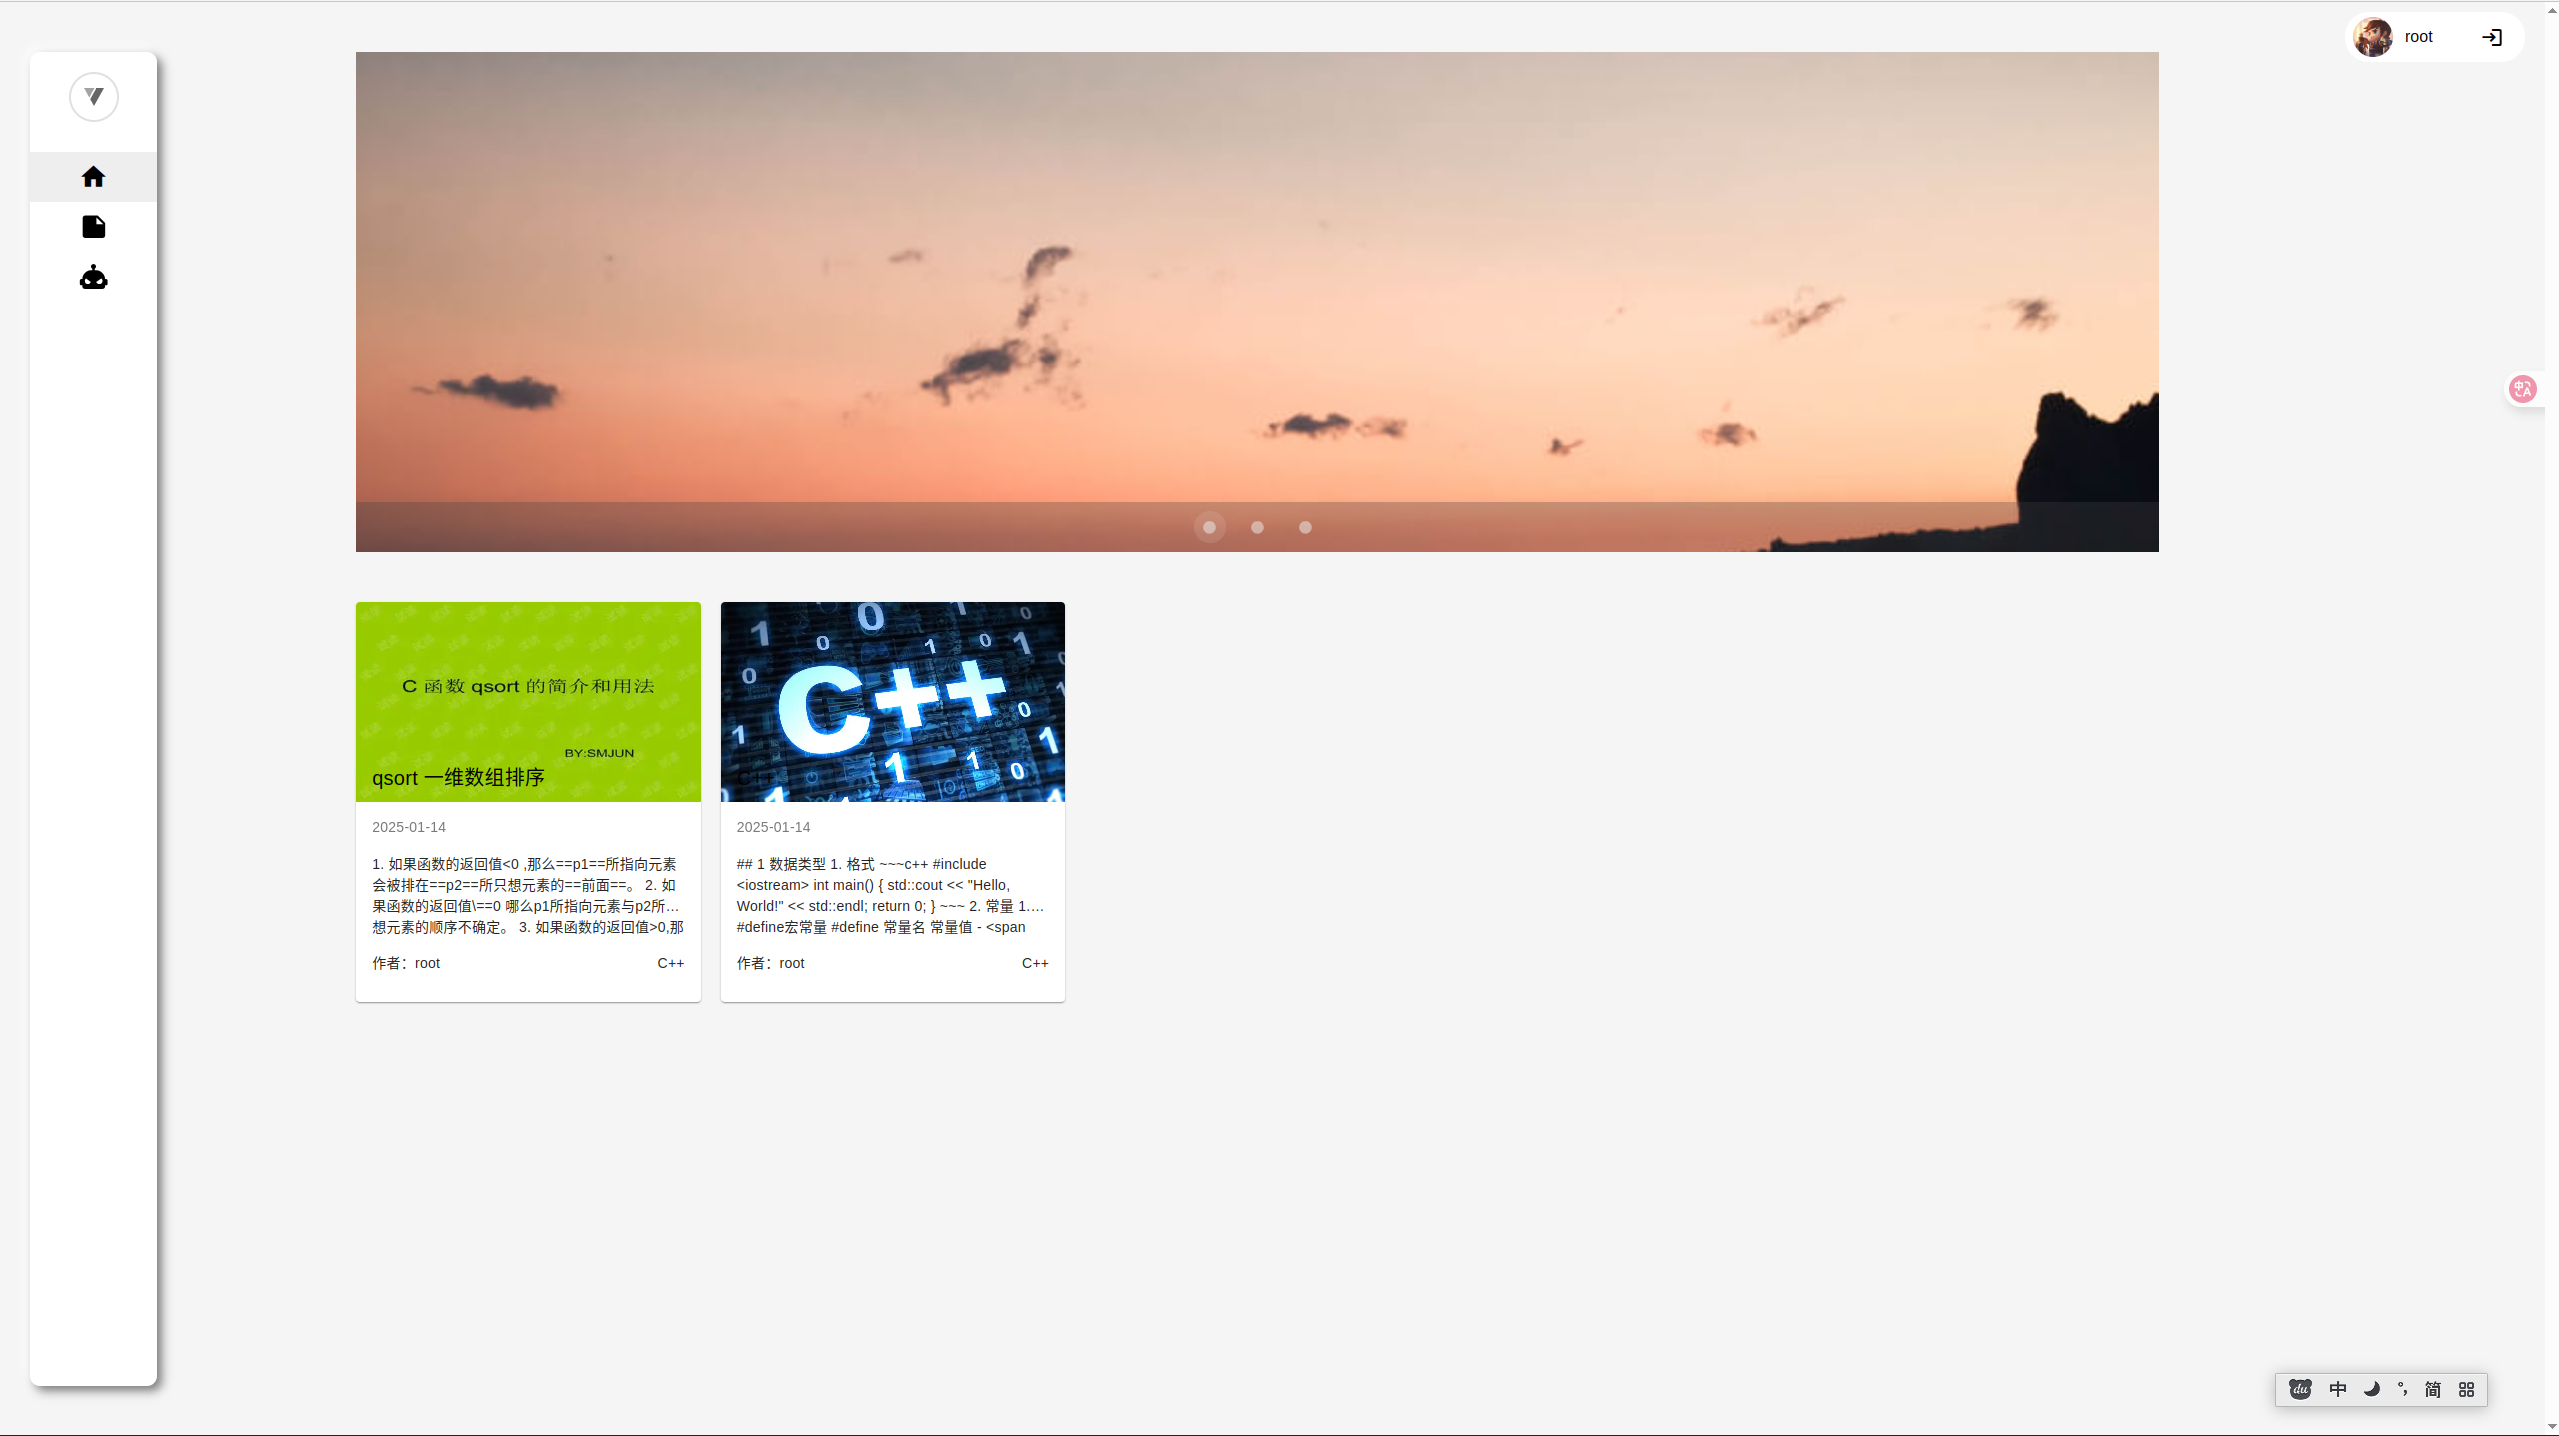 root
C 函数 qsort 的简介和用法
BY:SMJUN
qsort 一维数组排序
2025-01-14
1. 如果函数的返回值<0 ,那么==p1==所指向元素
会被排在==p2==所只想元素的==前面==。 2. 如
果函数的返回值\==0 哪么p1所指向元素与p2所…
想元素的顺序不确定。 3. 如果函数的返回值>0,那
作者：root
C++
C++
C++
2025-01-14
## 1 数据类型 1. 格式 ~~~c++ #include
<iostream> int main() { std::cout << "Hello,
World!" << std::endl; return 0; } ~~~ 2. 常量 1.…
#define宏常量 #define 常量名 常量值 - <span
作者：root
C++
du 中 °, 简